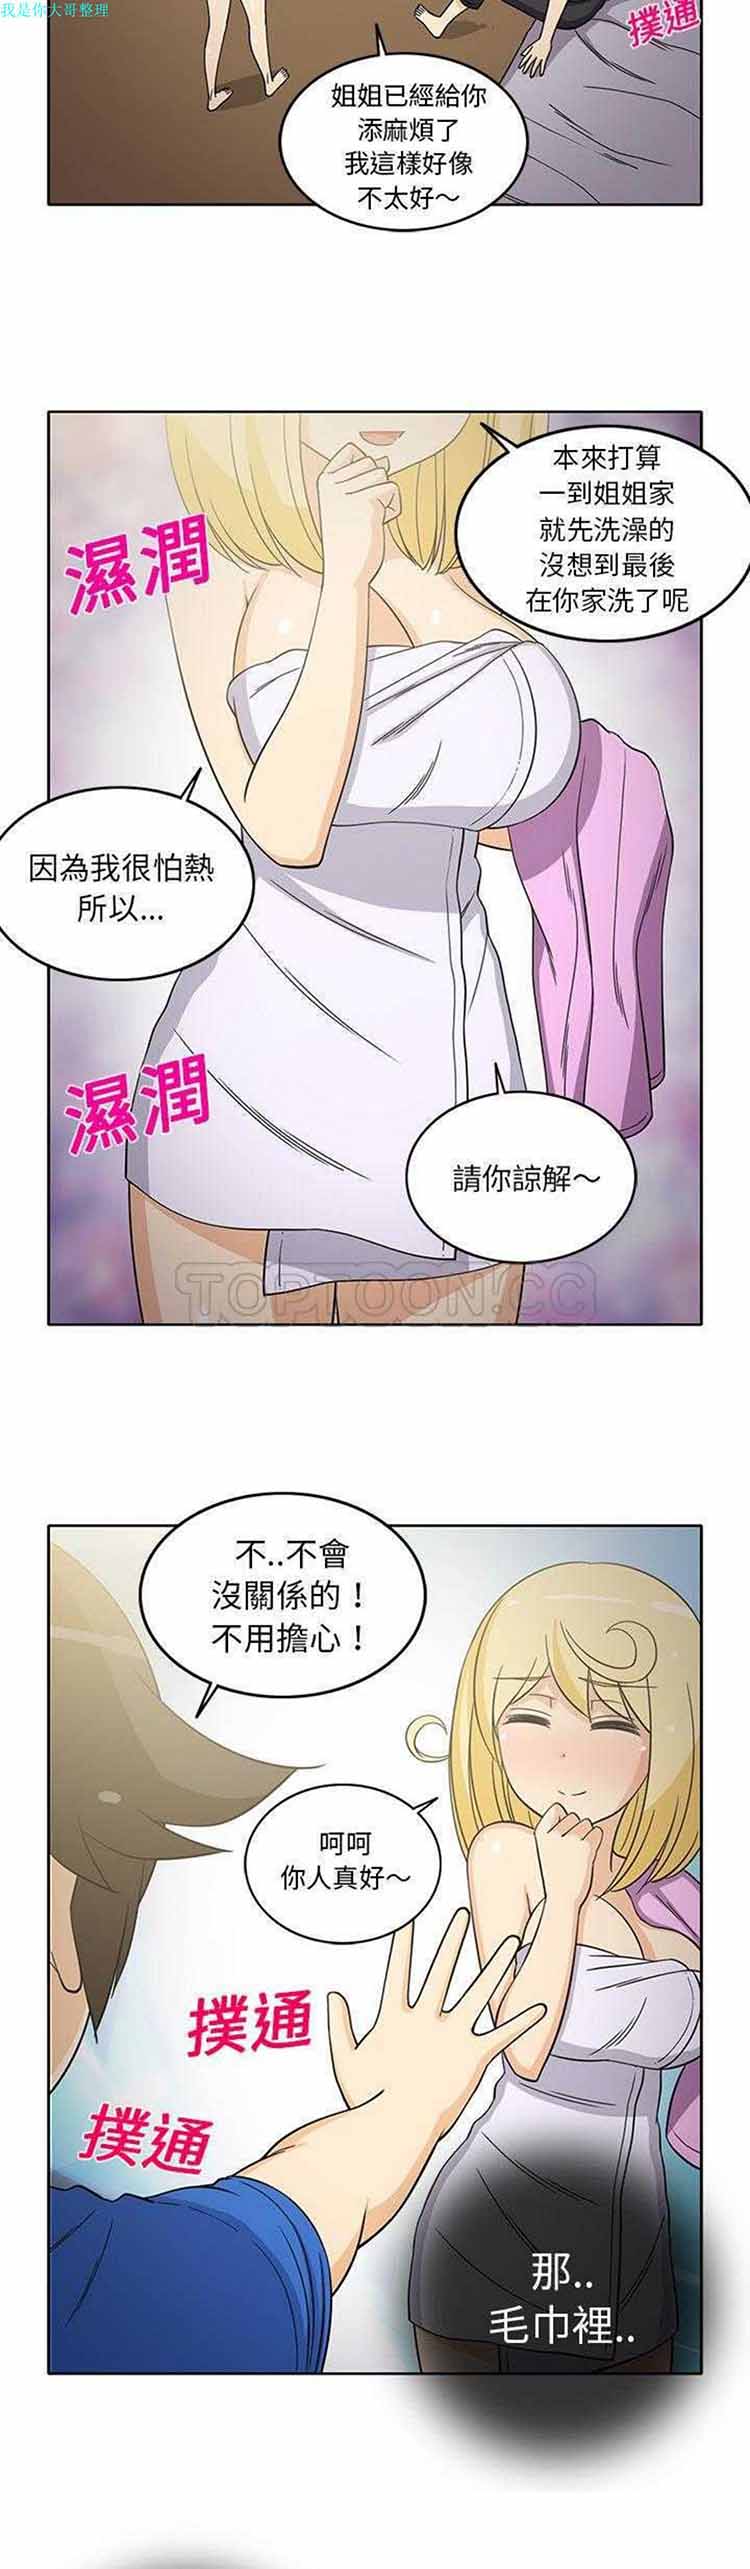 我是你大哥整理
撲通
姐姐已經給你
添麻煩了
我這樣好像
不太好～
本來打算
一到姐姐家
就先洗澡的
沒想到最後
在你家洗了呢
濕潤
因為我很怕熱
所以...
濕潤
請你諒解～
TOPTOON.CC
不..不會
沒關係的！
不用擔心！
呵呵
你人真好～
撲通
撲通
那..
毛巾裡..